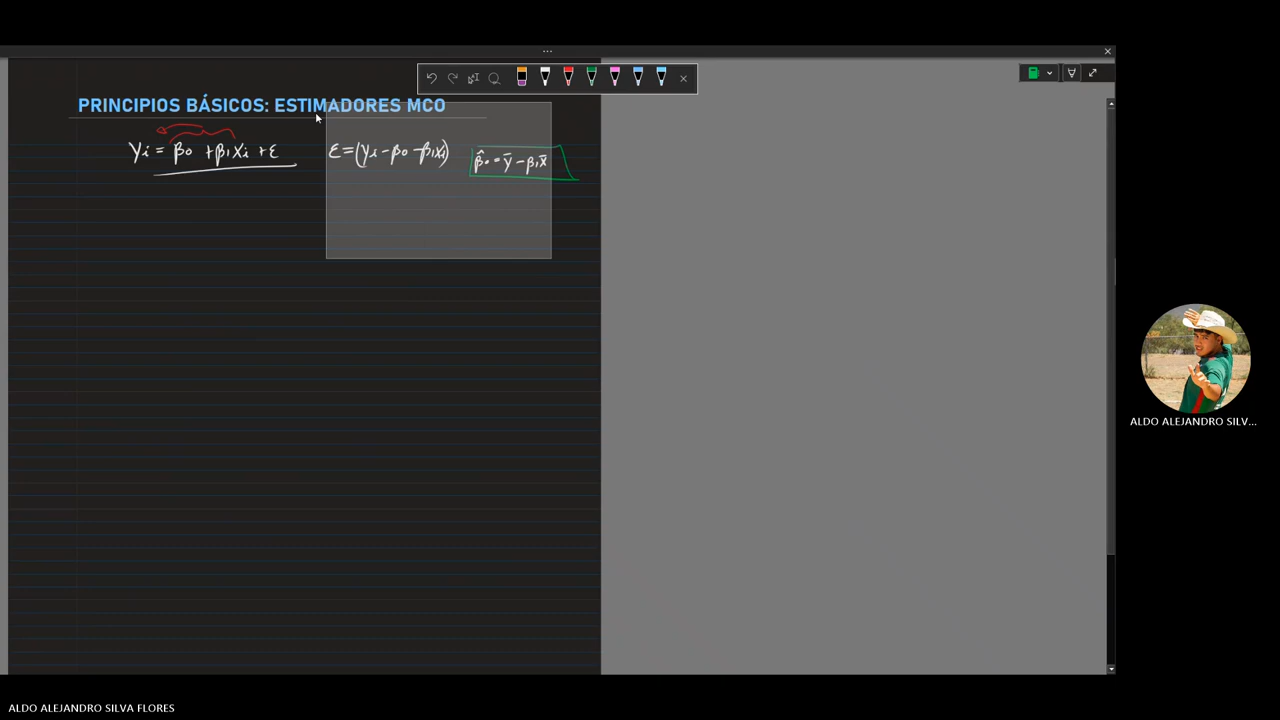 PRINCIPIOS BÁSICOS: ESTIMADORES MCO
Yi = β0 + β1Xi + ε
ε = (Yi - β0 - β1Xi)
β̂0 = ȳ - β1x̄
ALDO ALEJANDRO SILV...
ALDO ALEJANDRO SILVA FLORES